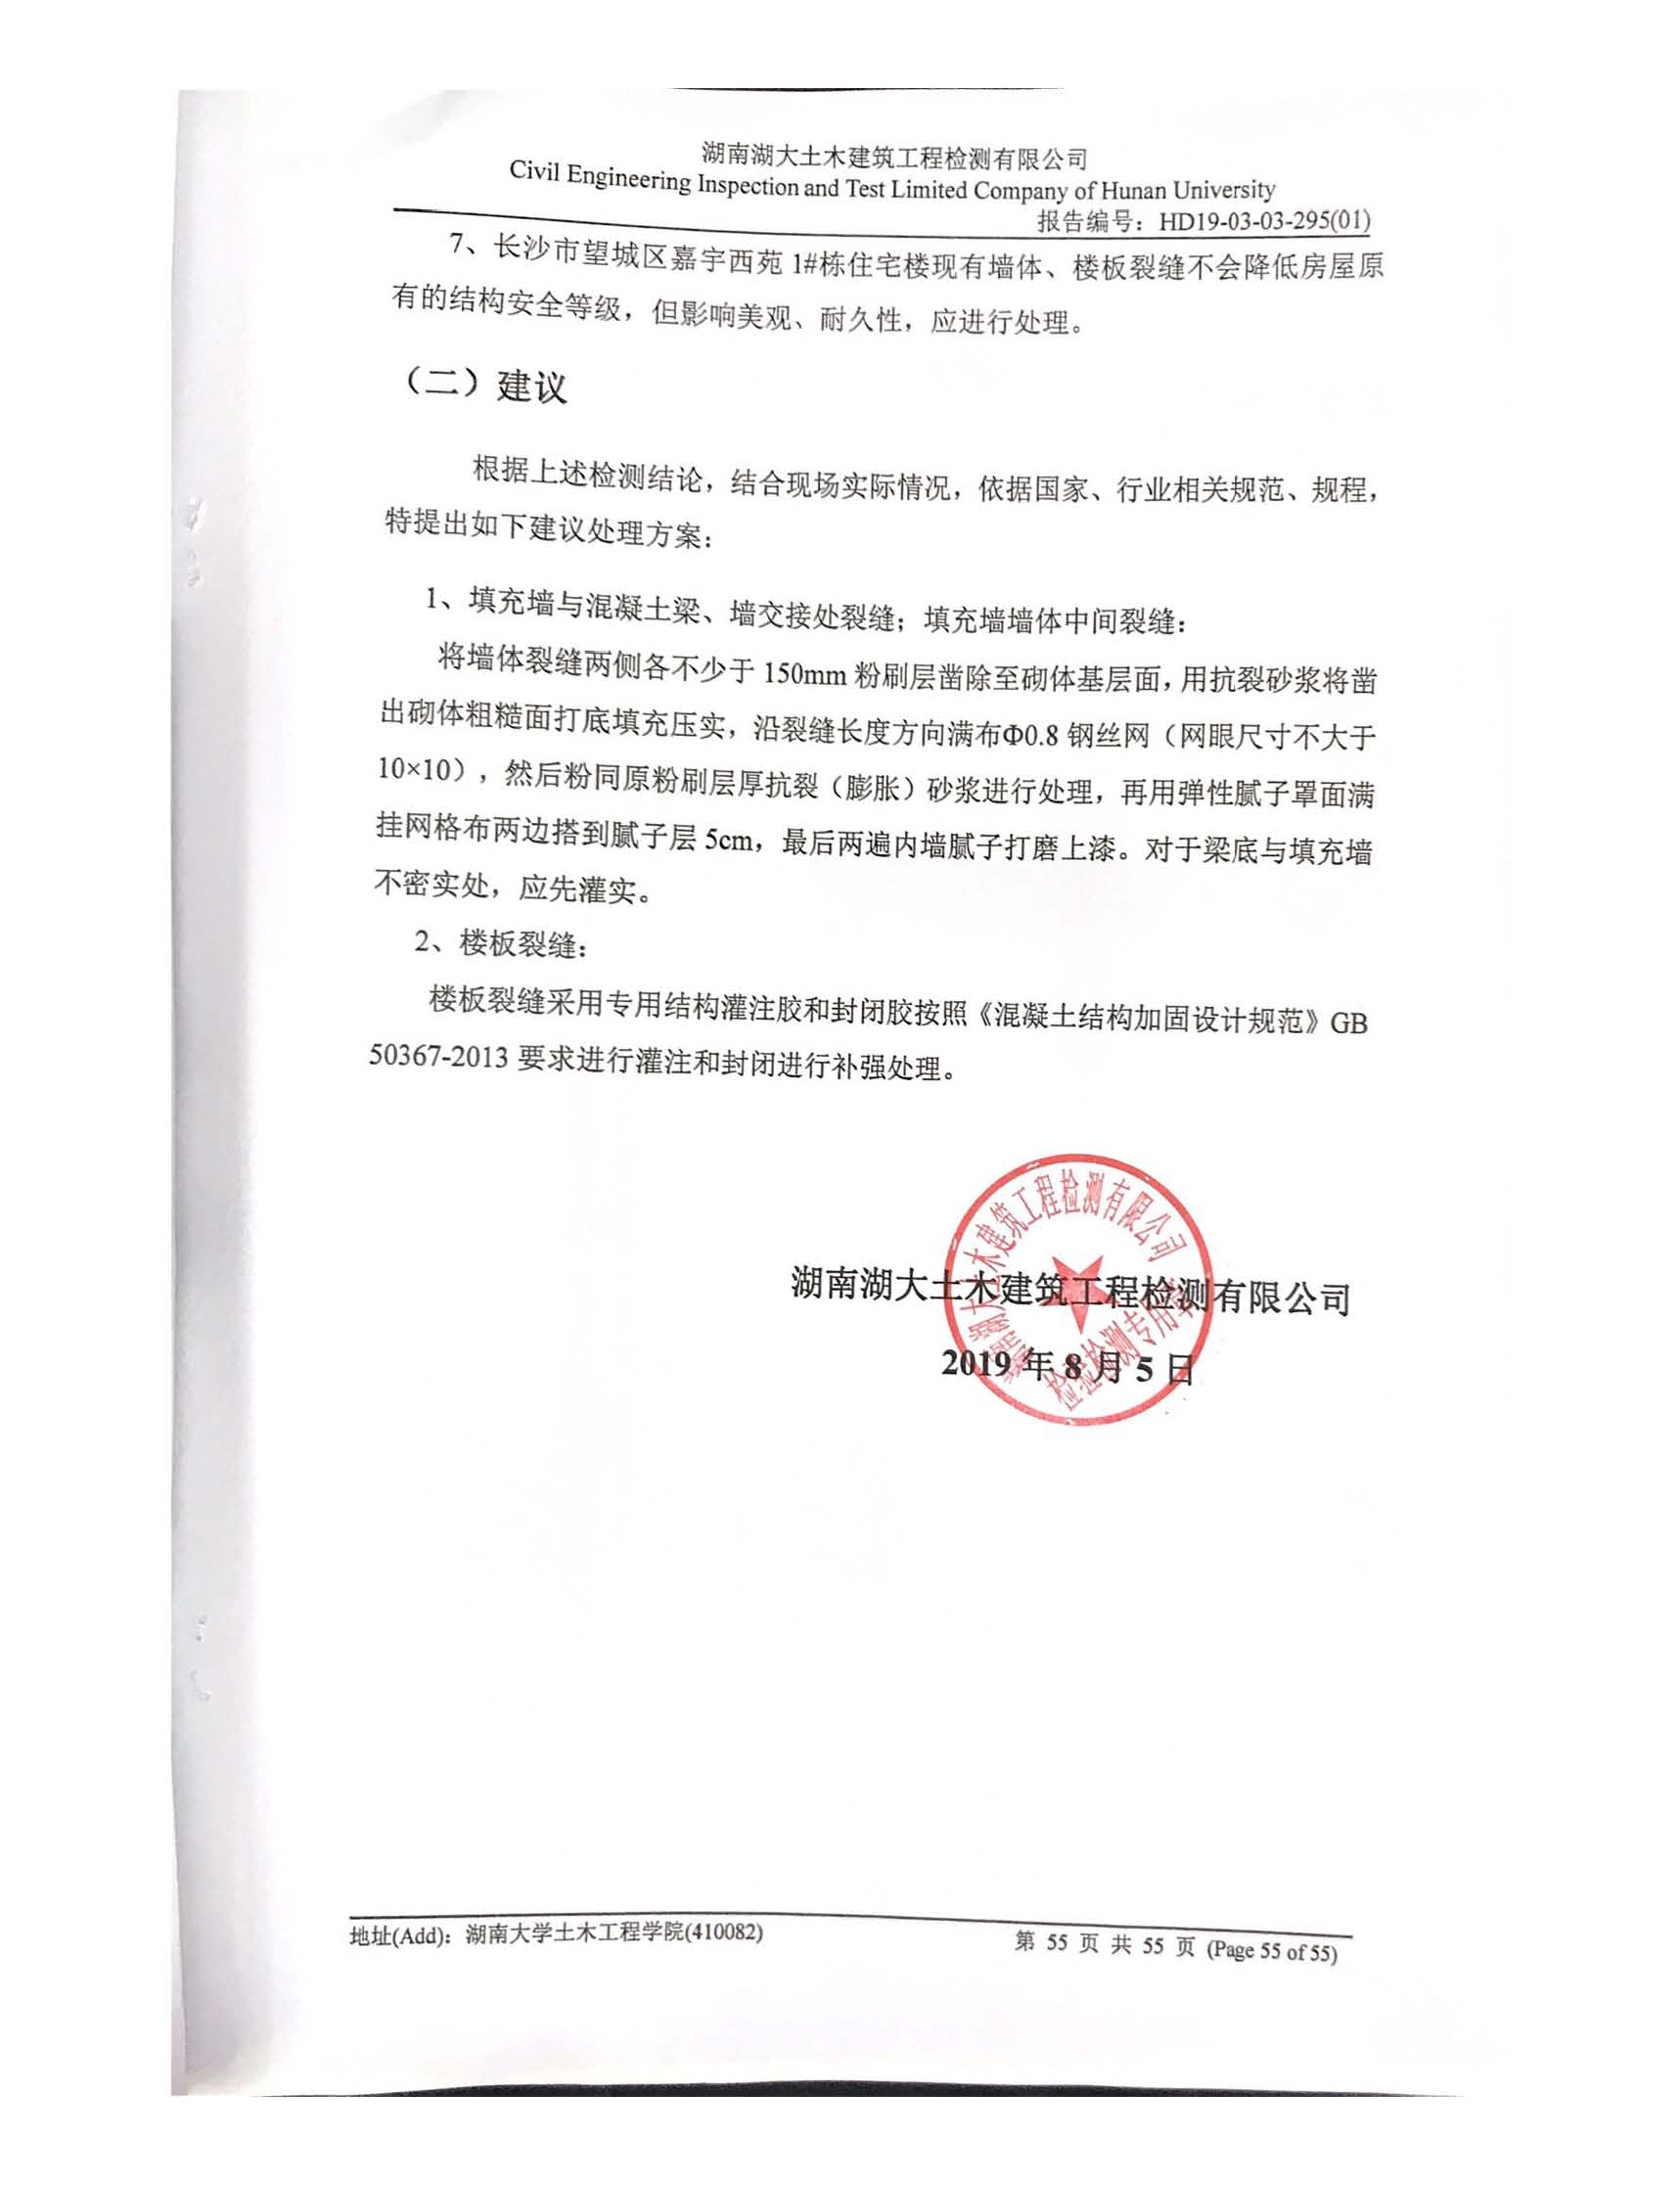 湖南湖大土木建筑工程检测有限公司
Civil Engineering Inspection and Test Limited Company of Hunan University
报告编号：HD19-03-03-295(01)
7、长沙市望城区嘉宇西苑 1#栋住宅楼现有墙体、楼板裂缝不会降低房屋原
有的结构安全等级，但影响美观、耐久性，应进行处理。
（二）建议
根据上述检测结论，结合现场实际情况，依据国家、行业相关规范、规程，
特提出如下建议处理方案：
1、填充墙与混凝土梁、墙交接处裂缝；填充墙墙体中间裂缝：
将墙体裂缝两侧各不少于 150mm 粉刷层凿除至砌体基层面，用抗裂砂浆将凿
出砌体粗糙面打底填充压实，沿裂缝长度方向满布Φ0.8 钢丝网（网眼尺寸不大于
10×10），然后粉同原粉刷层厚抗裂（膨胀）砂浆进行处理，再用弹性腻子罩面满
挂网格布两边搭到腻子层 5cm，最后两遍内墙腻子打磨上漆。对于梁底与填充墙
不密实处，应先灌实。
2、楼板裂缝：
楼板裂缝采用专用结构灌注胶和封闭胶按照《混凝土结构加固设计规范》GB
50367-2013 要求进行灌注和封闭进行补强处理。
湖南湖大土木建筑工程检测有限公司
检验检测专用章
湖南湖大土木建筑工程检测有限公司
2019 年 8 月 5 日
地址(Add)：湖南大学土木工程学院(410082)
第 55 页 共 55 页 (Page 55 of 55)